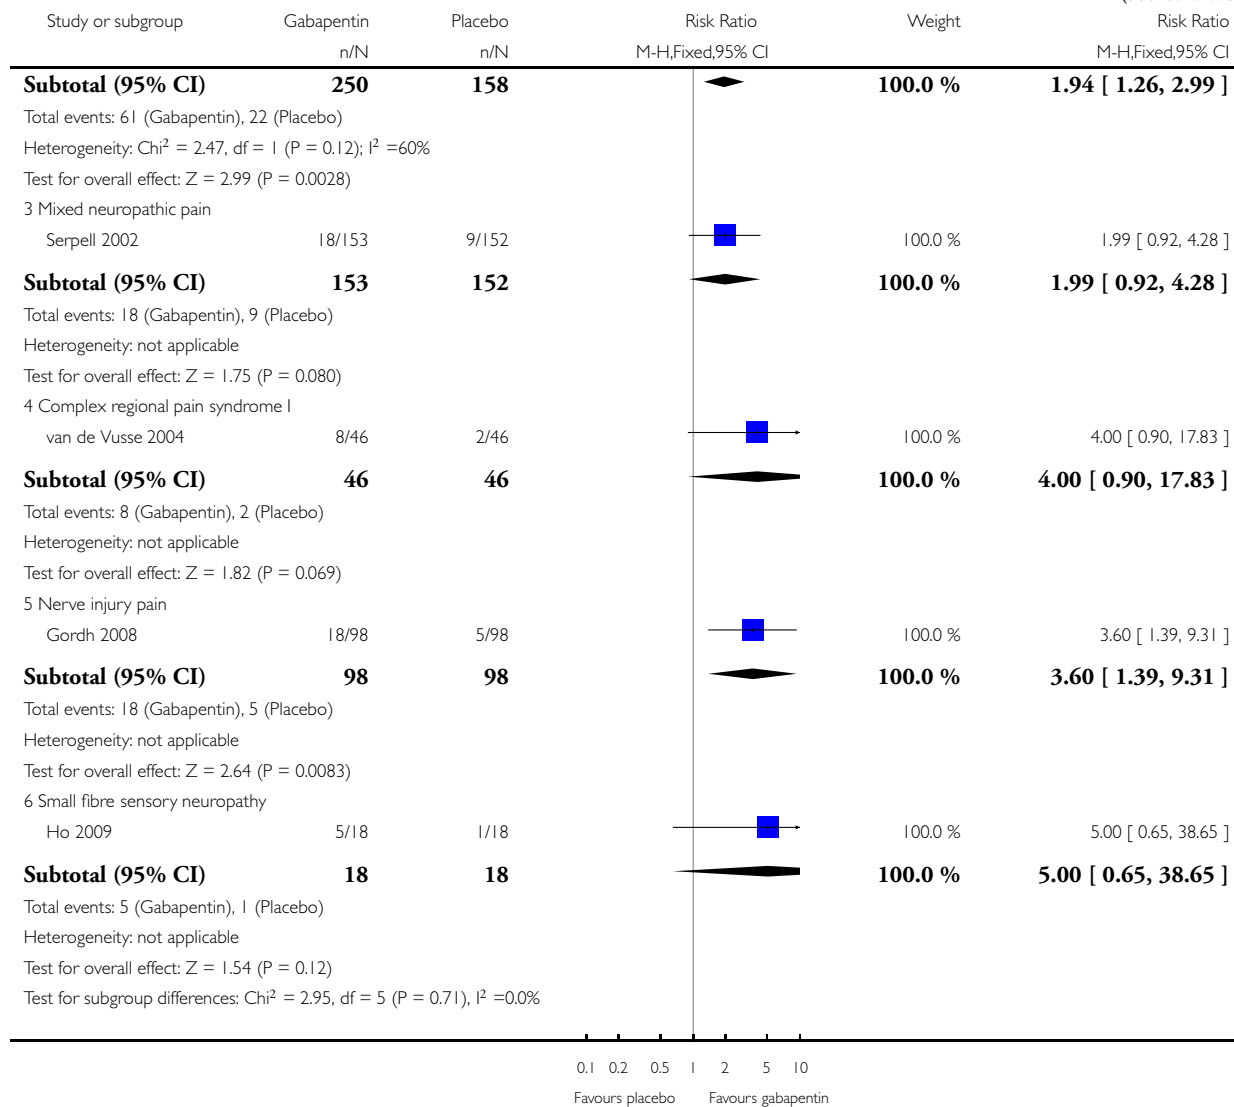 Study or subgroup Gabapentin Placebo Risk Ratio Weight Risk Ratio
n/N n/N M-H,Fixed,95% CI M-H,Fixed,95% CI
Subtotal (95% CI) 250 158 100.0 % 1.94 [ 1.26, 2.99 ]
Total events: 61 (Gabapentin), 22 (Placebo)
Heterogeneity: Chi² = 2.47, df = 1 (P = 0.12); I² =60%
Test for overall effect: Z = 2.99 (P = 0.0028)
3 Mixed neuropathic pain
Serpell 2002 18/153 9/152 100.0 % 1.99 [ 0.92, 4.28 ]
Subtotal (95% CI) 153 152 100.0 % 1.99 [ 0.92, 4.28 ]
Total events: 18 (Gabapentin), 9 (Placebo)
Heterogeneity: not applicable
Test for overall effect: Z = 1.75 (P = 0.080)
4 Complex regional pain syndrome I
van de Vusse 2004 8/46 2/46 100.0 % 4.00 [ 0.90, 17.83 ]
Subtotal (95% CI) 46 46 100.0 % 4.00 [ 0.90, 17.83 ]
Total events: 8 (Gabapentin), 2 (Placebo)
Heterogeneity: not applicable
Test for overall effect: Z = 1.82 (P = 0.069)
5 Nerve injury pain
Gordh 2008 18/98 5/98 100.0 % 3.60 [ 1.39, 9.31 ]
Subtotal (95% CI) 98 98 100.0 % 3.60 [ 1.39, 9.31 ]
Total events: 18 (Gabapentin), 5 (Placebo)
Heterogeneity: not applicable
Test for overall effect: Z = 2.64 (P = 0.0083)
6 Small fibre sensory neuropathy
Ho 2009 5/18 1/18 100.0 % 5.00 [ 0.65, 38.65 ]
Subtotal (95% CI) 18 18 100.0 % 5.00 [ 0.65, 38.65 ]
Total events: 5 (Gabapentin), 1 (Placebo)
Heterogeneity: not applicable
Test for overall effect: Z = 1.54 (P = 0.12)
Test for subgroup differences: Chi² = 2.95, df = 5 (P = 0.71), I² =0.0%
0.1 0.2 0.5 1 2 5 10
Favours placebo Favours gabapentin